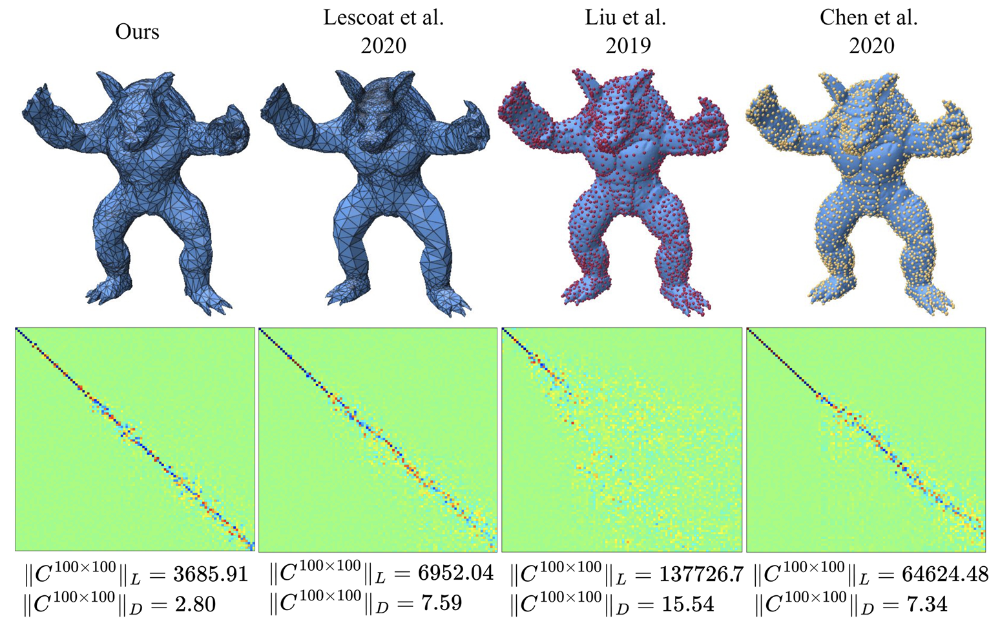 Ours
Lescoat et al.
2020
Liu et al.
2019
Chen et al.
2020
‖C^{100×100}‖_L = 3685.91
‖C^{100×100}‖_D = 2.80
‖C^{100×100}‖_L = 6952.04
‖C^{100×100}‖_D = 7.59
‖C^{100×100}‖_L = 137726.7
‖C^{100×100}‖_D = 15.54
‖C^{100×100}‖_L = 64624.48
‖C^{100×100}‖_D = 7.34